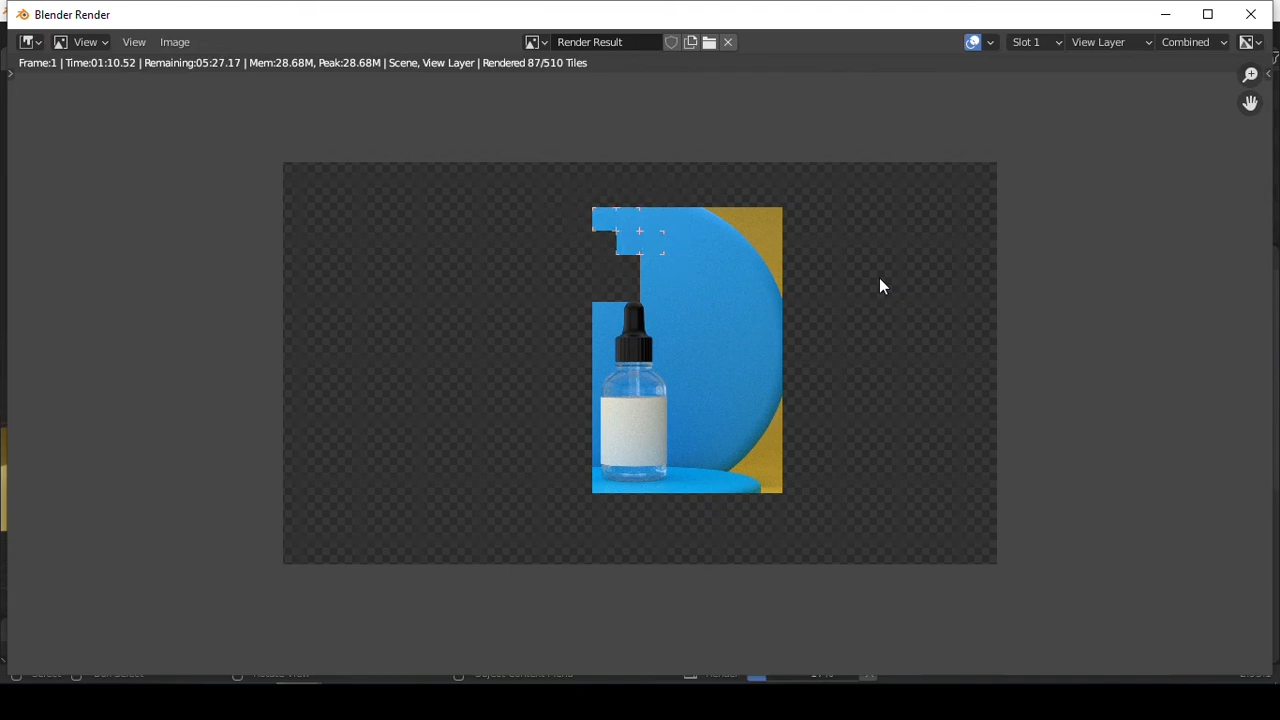 Blender Render
View View Image Render Result Slot 1 View Layer Combined
Frame:1 | Time:01:10.52 | Remaining:05:27.17 | Mem:28.68M, Peak:28.68M | Scene, View Layer | Rendered 87/510 Tiles